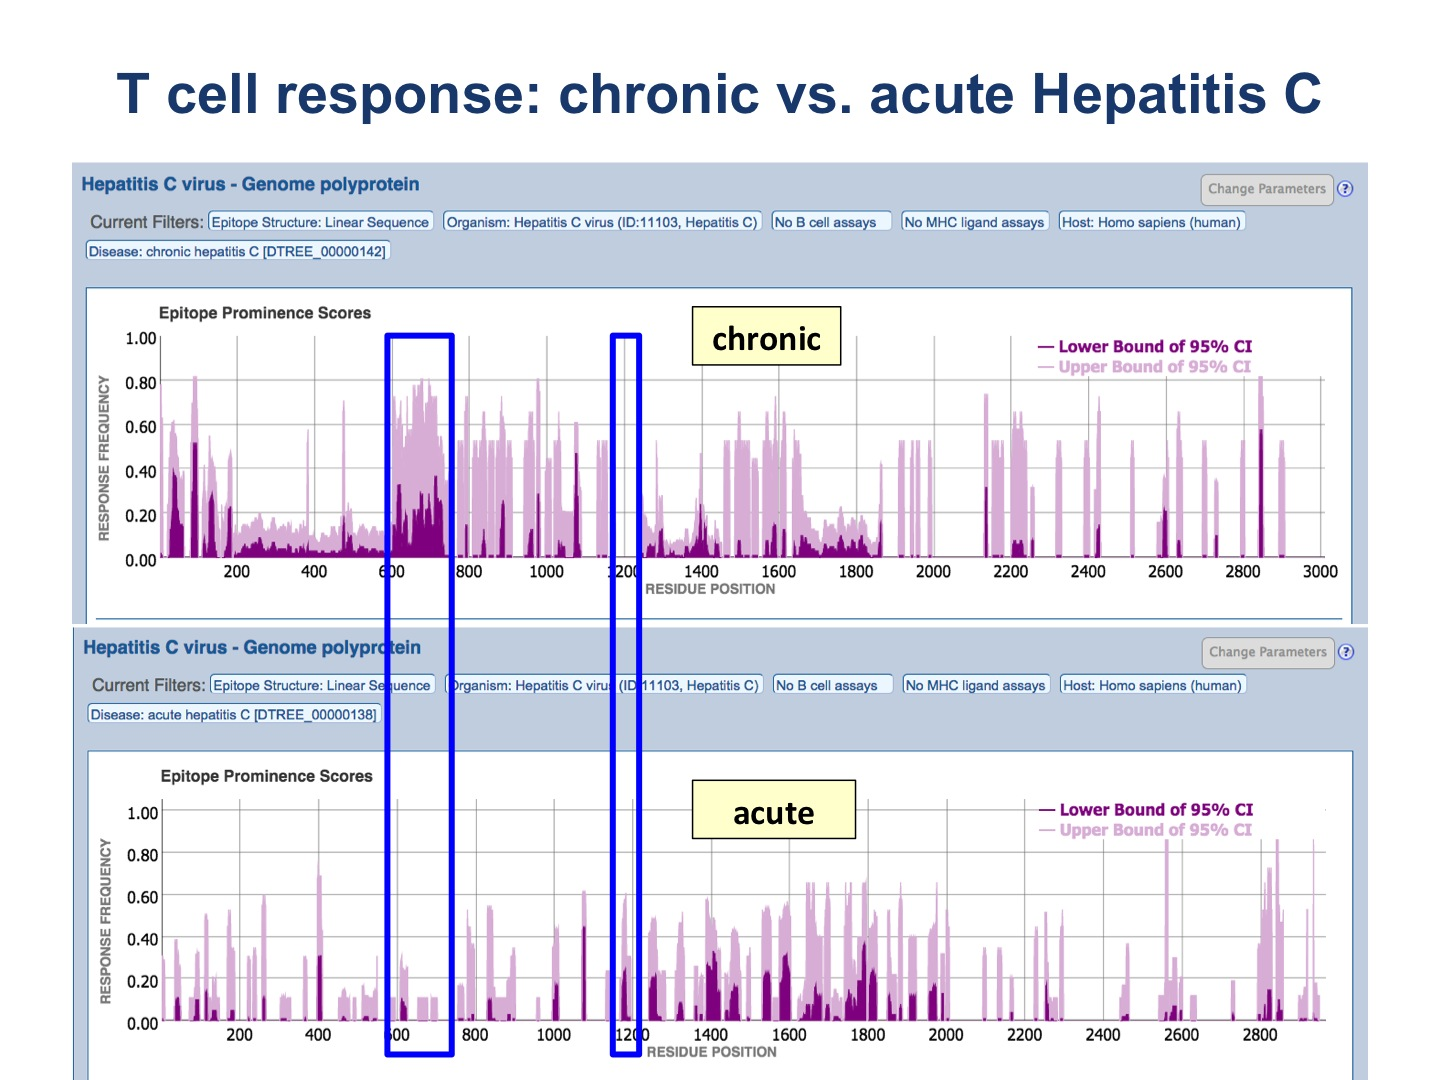 T cell response: chronic vs. acute Hepatitis C
Hepatitis C virus - Genome polyprotein
Change Parameters ?
Current Filters: Epitope Structure: Linear Sequence Organism: Hepatitis C virus (ID:11103, Hepatitis C) No B cell assays No MHC ligand assays Host: Homo sapiens (human)
Disease: chronic hepatitis C [DTREE_00000142]
Epitope Prominence Scores
chronic
Lower Bound of 95% CI
Upper Bound of 95% CI
RESPONSE FREQUENCY
1.00
0.80
0.60
0.40
0.20
0.00
200 400 600 800 1000 1200 1400 1600 1800 2000 2200 2400 2600 2800 3000
RESIDUE POSITION
Hepatitis C virus - Genome polyprotein
Change Parameters ?
Current Filters: Epitope Structure: Linear Sequence Organism: Hepatitis C virus (ID:11103, Hepatitis C) No B cell assays No MHC ligand assays Host: Homo sapiens (human)
Disease: acute hepatitis C [DTREE_00000138]
Epitope Prominence Scores
acute
Lower Bound of 95% CI
Upper Bound of 95% CI
RESPONSE FREQUENCY
1.00
0.80
0.60
0.40
0.20
0.00
200 400 600 800 1000 1200 1400 1600 1800 2000 2200 2400 2600 2800
RESIDUE POSITION